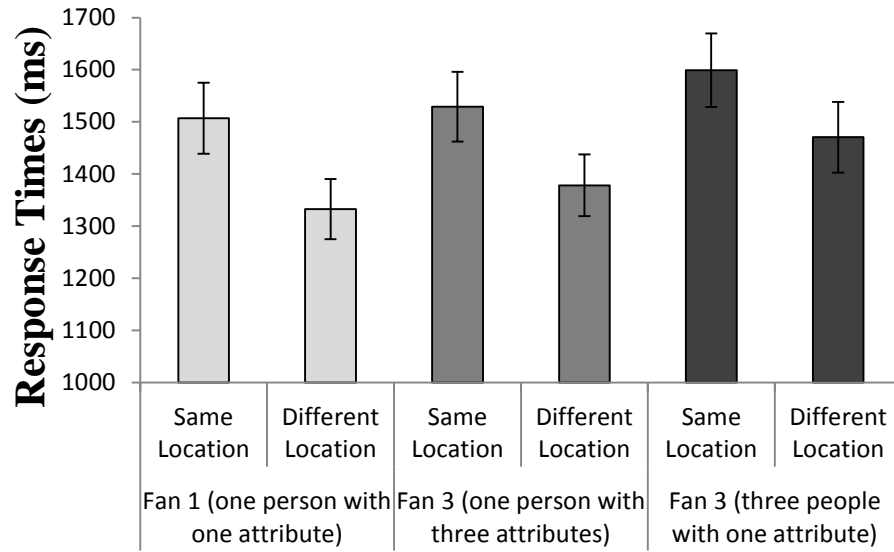 Response Times (ms)
1700
1600
1500
1400
1300
1200
1100
1000
Same
Location
Different
Location
Same
Location
Different
Location
Same
Location
Different
Location
Fan 1 (one person with
one attribute)
Fan 3 (one person with
three attributes)
Fan 3 (three people
with one attribute)